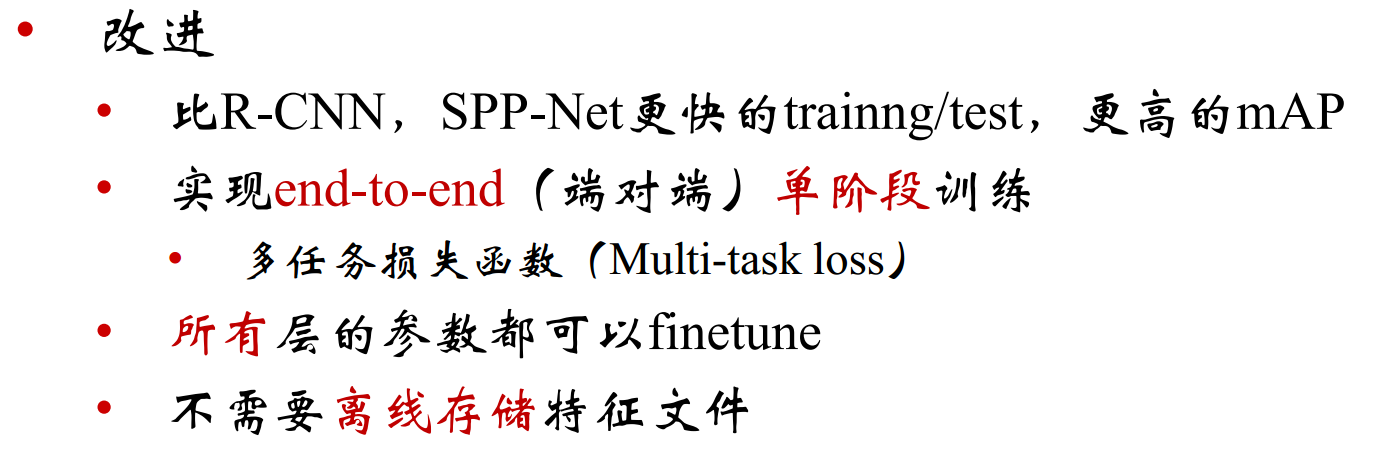 • 改进
• 比R-CNN，SPP-Net更快的trainng/test，更高的mAP
• 实现end-to-end（端对端）单阶段训练
• 多任务损失函数（Multi-task loss）
• 所有层的参数都可以finetune
• 不需要离线存储特征文件